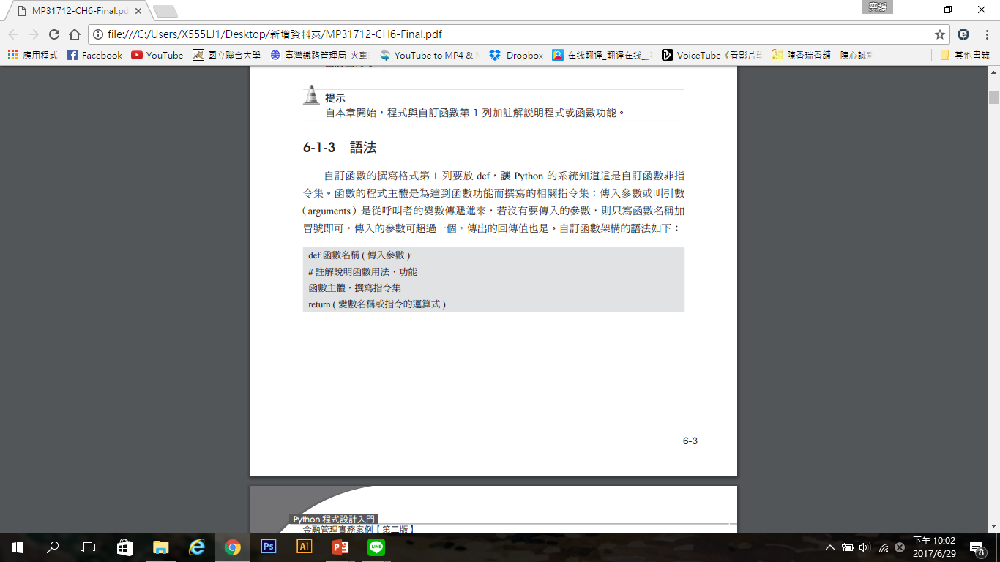 MP31712-CH6-Final.pd
奕靜
file:///C:/Users/X555LJ1/Desktop/新增資料夾/MP31712-CH6-Final.pdf
應用程式 Facebook YouTube 國立聯合大學 臺灣鐵路管理局-火車 YouTube to MP4 & Dropbox 在线翻译_翻译在线_ VoiceTube《看影片學 陳香瑞香舖 – 陳心誠 其他書籤
提示
自本章開始，程式與自訂函數第 1 列加註解說明程式或函數功能。
6-1-3 語法
自訂函數的撰寫格式第 1 列要放 def，讓 Python 的系統知道這是自訂函數非指
令集。函數的程式主體是為達到函數功能而撰寫的相關指令集；傳入參數或叫引數
（arguments）是從呼叫者的變數傳遞進來，若沒有要傳入的參數，則只寫函數名稱加
冒號即可，傳入的參數可超過一個，傳出的回傳值也是。自訂函數架構的語法如下：
def 函數名稱 ( 傳入參數 ):
# 註解說明函數用法、功能
函數主體，撰寫指令集
return ( 變數名稱或指令的運算式 )
6-3
Python 程式設計入門
金融管理實務案例【第二版】
Ps
Ai
LINE
下午 10:02
2017/6/29
8